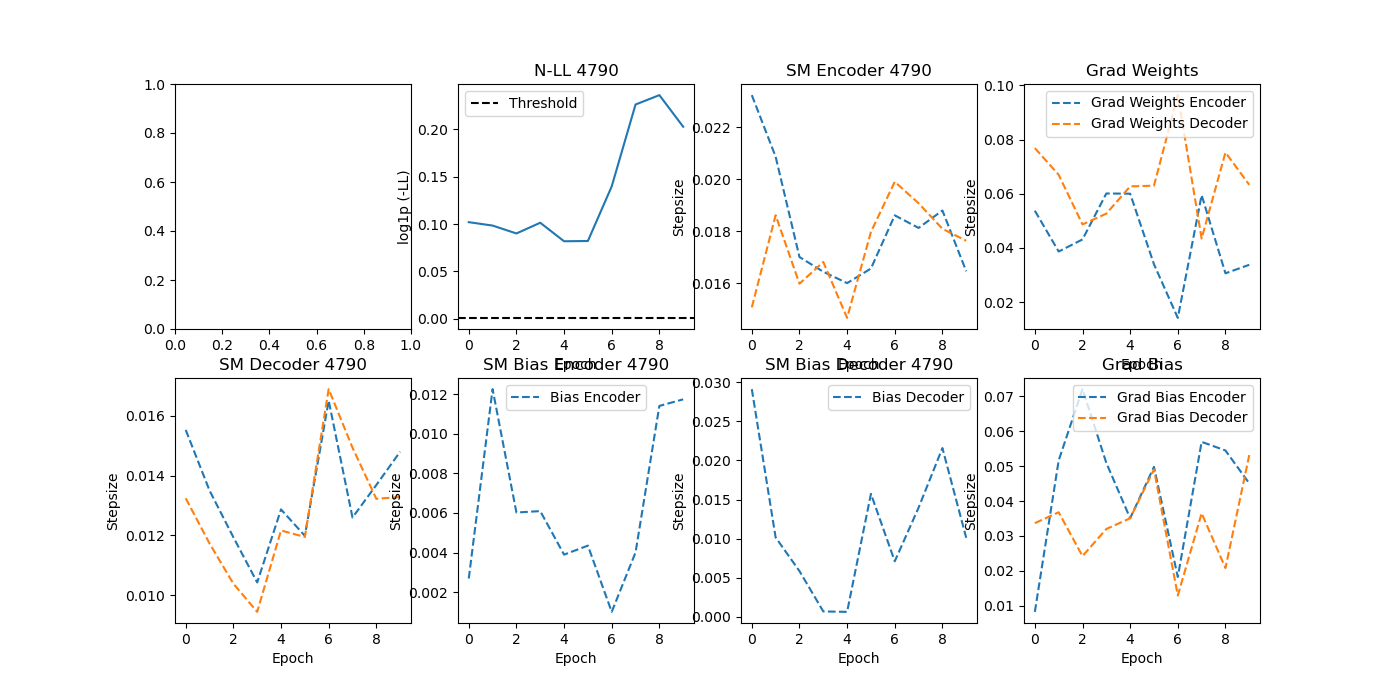 N-LL 4790
SM Encoder 4790
Grad Weights
1.0
0.8
0.6
0.4
0.2
0.0
0.0 0.2 0.4 0.6 0.8 1.0
Threshold
log1p (-LL)
0.20
0.15
0.10
0.05
0.00
0 2 4 6 8
Epoch
Stepsize
0.022
0.020
0.018
0.016
0 2 4 6 8
Epoch
Grad Weights Encoder
Grad Weights Decoder
Stepsize
0.10
0.08
0.06
0.04
0.02
0 2 4 6 8
Epoch
SM Decoder 4790
SM Bias Encoder 4790
SM Bias Decoder 4790
Grad Bias
Stepsize
0.016
0.014
0.012
0.010
0 2 4 6 8
Epoch
Bias Encoder
Stepsize
0.012
0.010
0.008
0.006
0.004
0.002
0 2 4 6 8
Epoch
Bias Decoder
Stepsize
0.030
0.025
0.020
0.015
0.010
0.005
0.000
0 2 4 6 8
Epoch
Grad Bias Encoder
Grad Bias Decoder
Stepsize
0.07
0.06
0.05
0.04
0.03
0.02
0.01
0 2 4 6 8
Epoch